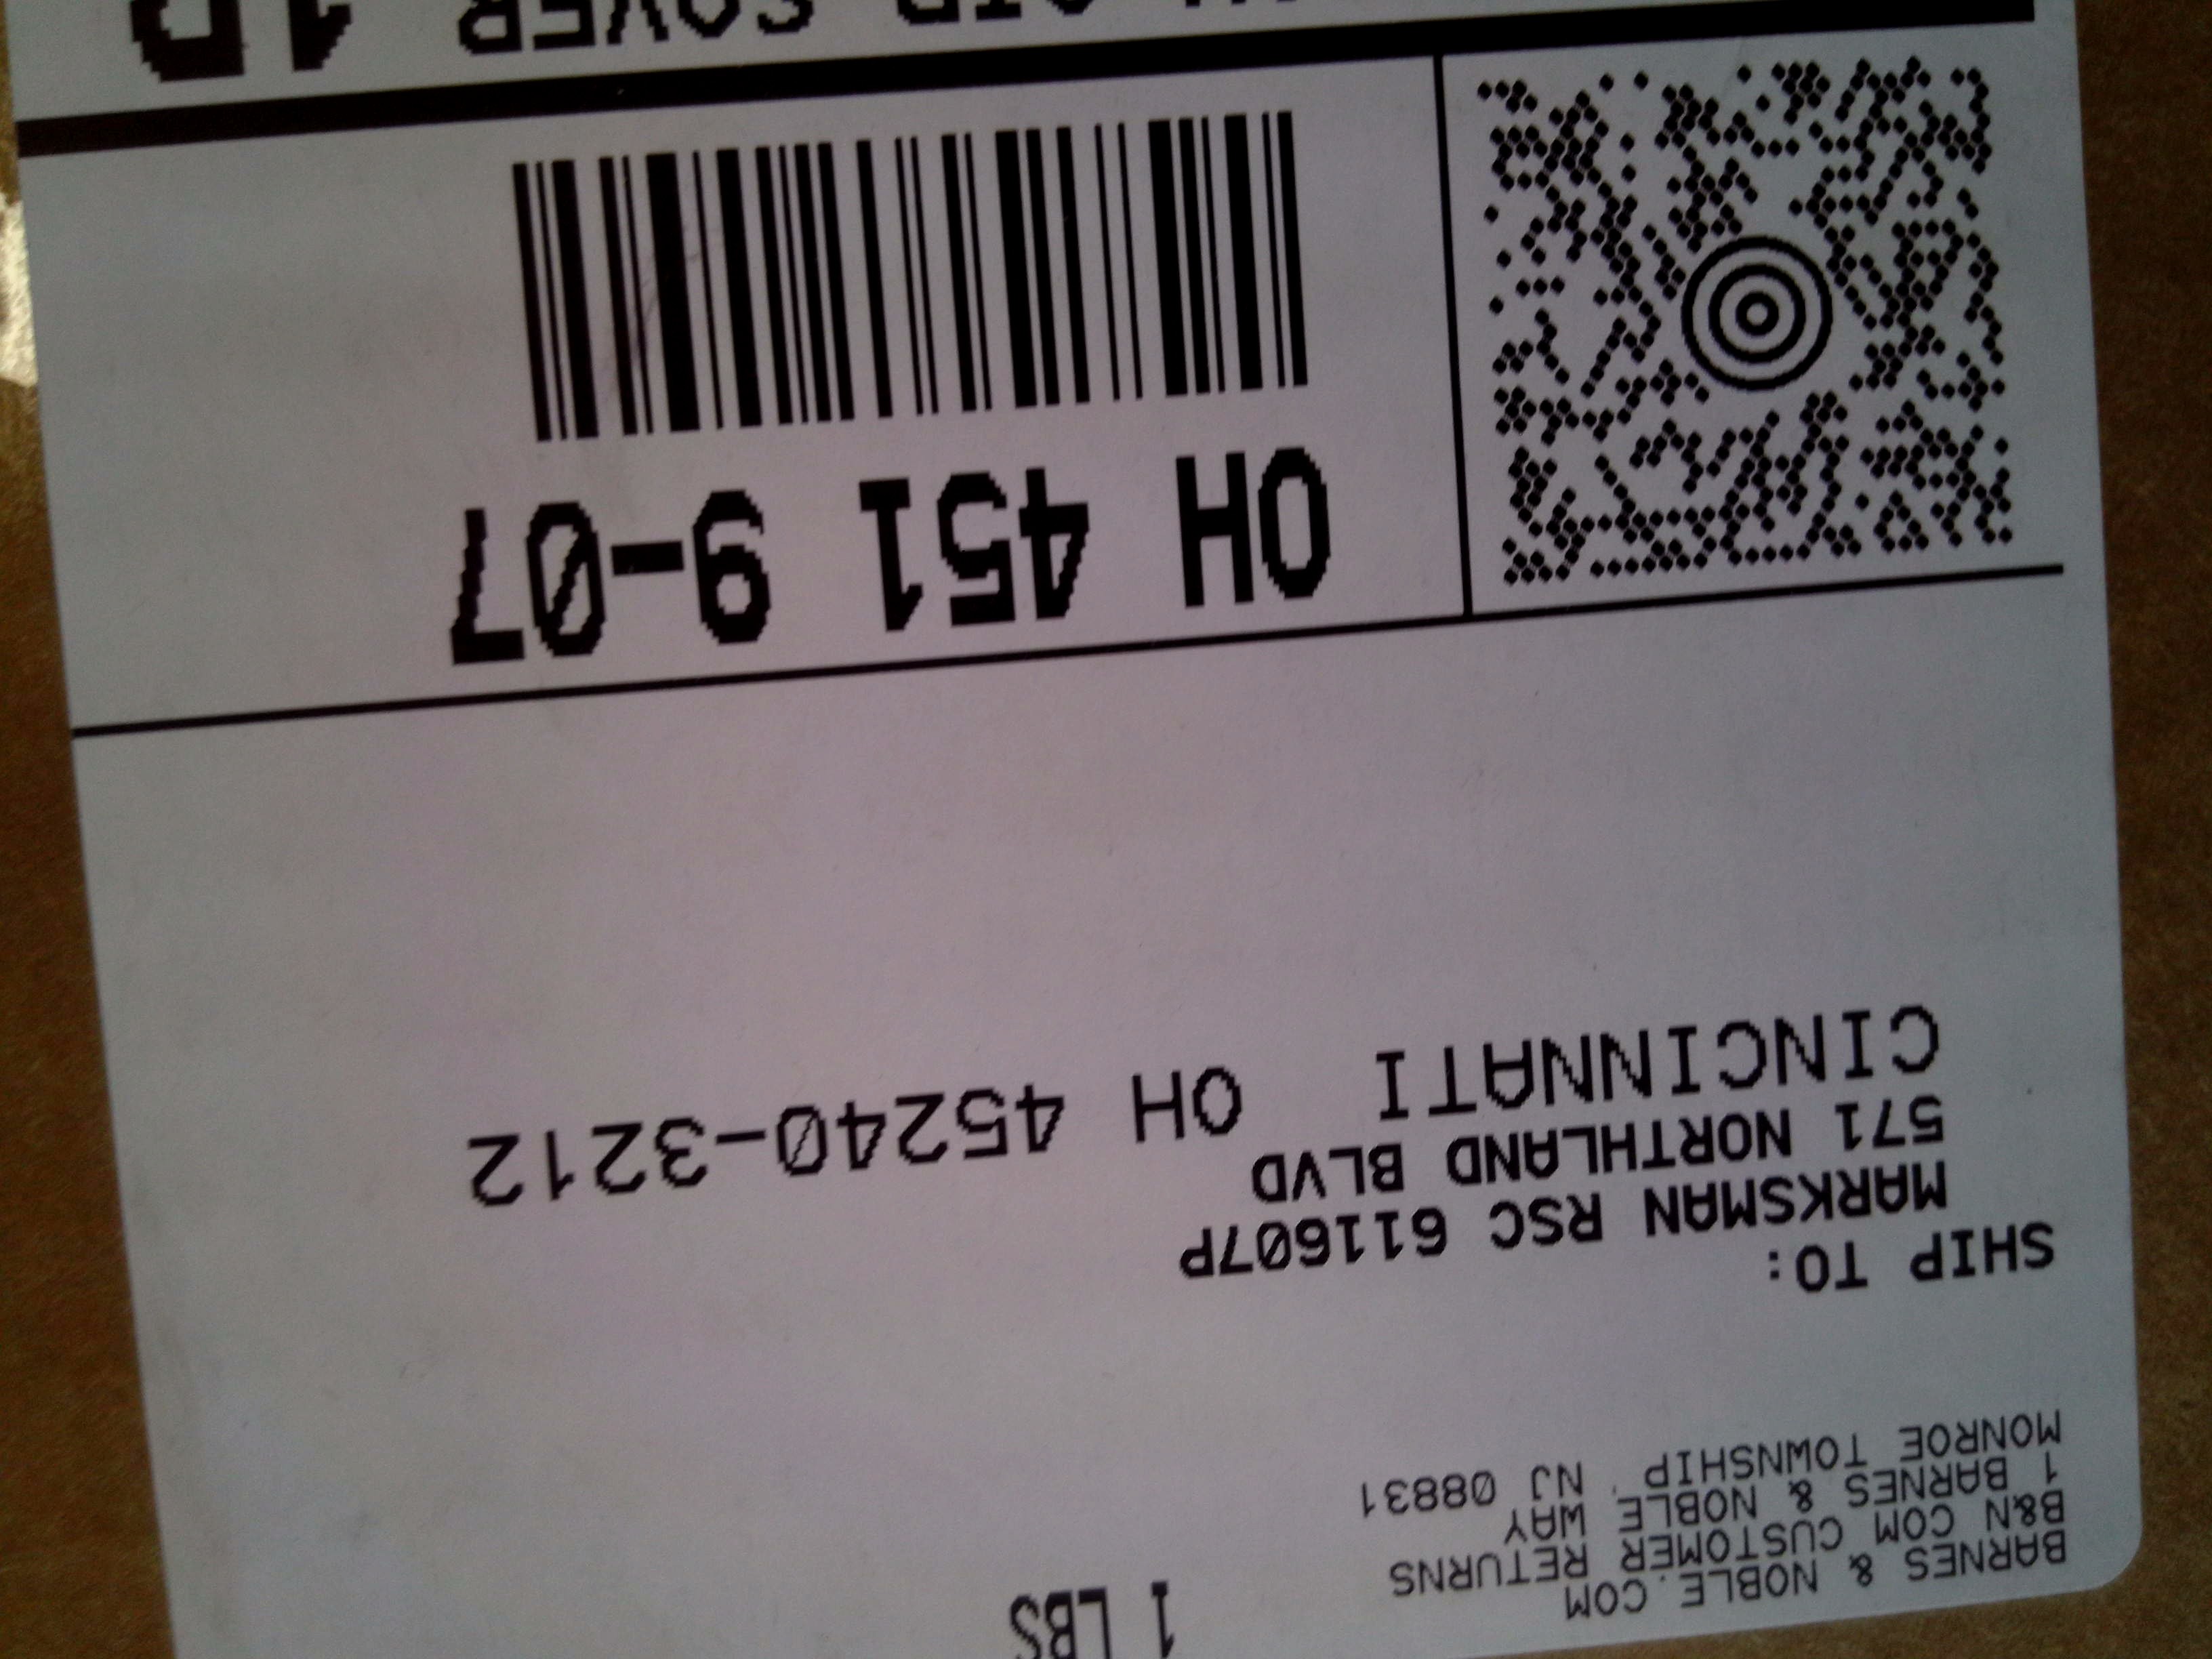 BARNES & NOBLE.COM
B&N COM CUSTOMER RETURNS
1 BARNES & NOBLE WAY
MONROE TOWNSHIP NJ 08831
1 LBS
SHIP TO:
MARKSMAN RSC 611607P
571 NORTHLAND BLVD
CINCINNATI OH 45240-3212
OH 451 9-07